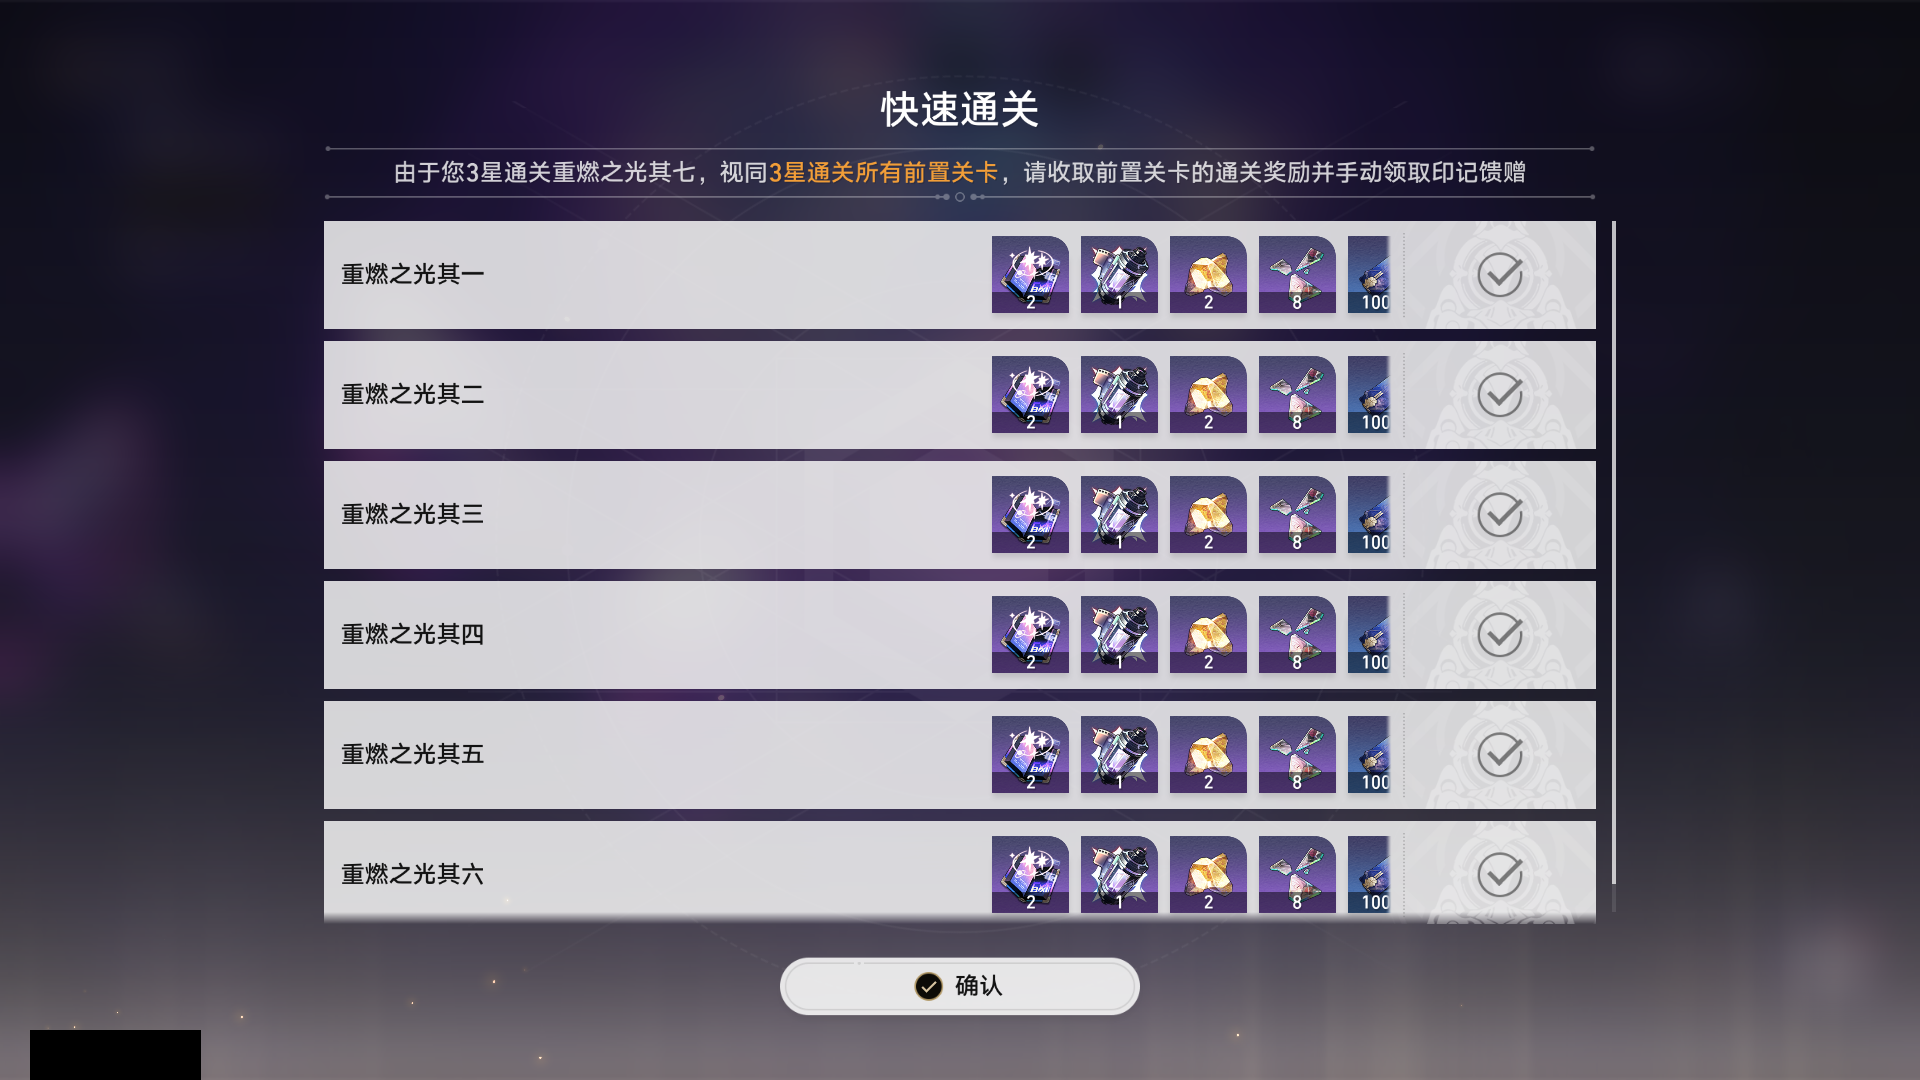 快速通关
由于您3星通关重燃之光其七，视同3星通关所有前置关卡，请收取前置关卡的通关奖励并手动领取印记馈赠
重燃之光其一
2 1 2 8 100
重燃之光其二
2 1 2 8 100
重燃之光其三
2 1 2 8 100
重燃之光其四
2 1 2 8 100
重燃之光其五
2 1 2 8 100
重燃之光其六
2 1 2 8 100
确认